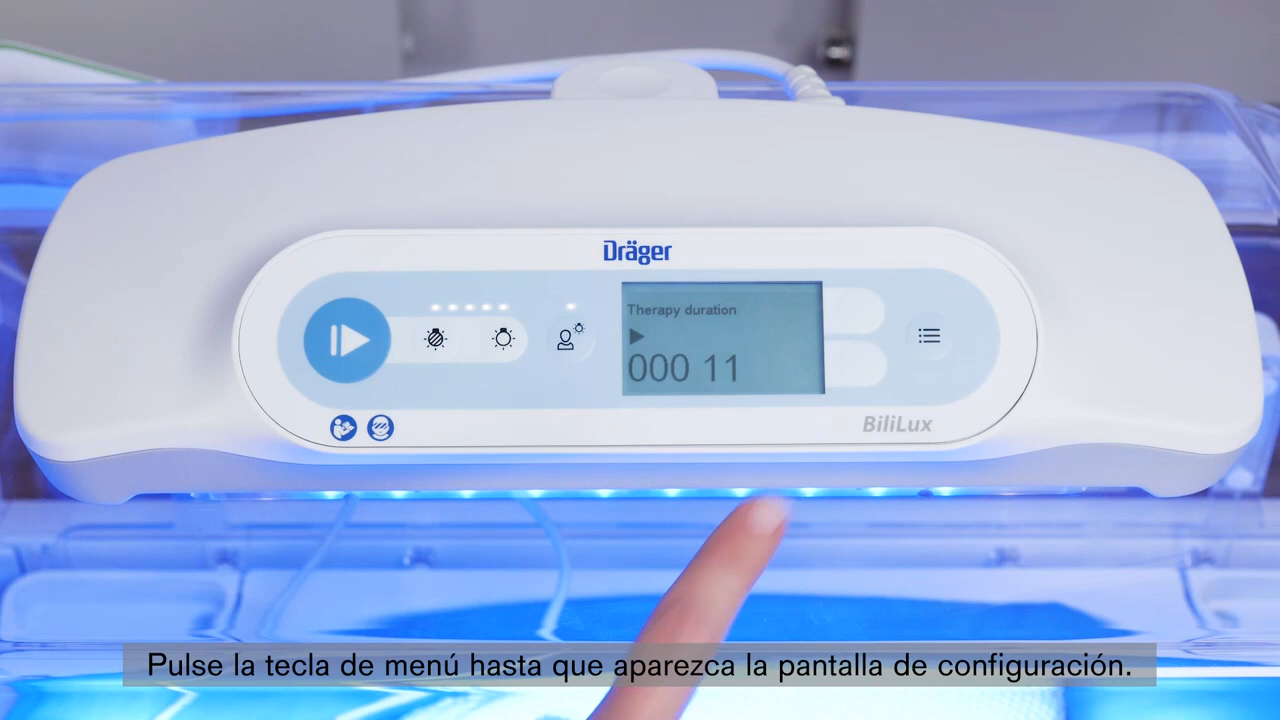 Dräger
Therapy duration
000 11
BiliLux
Pulse la tecla de menú hasta que aparezca la pantalla de configuración.